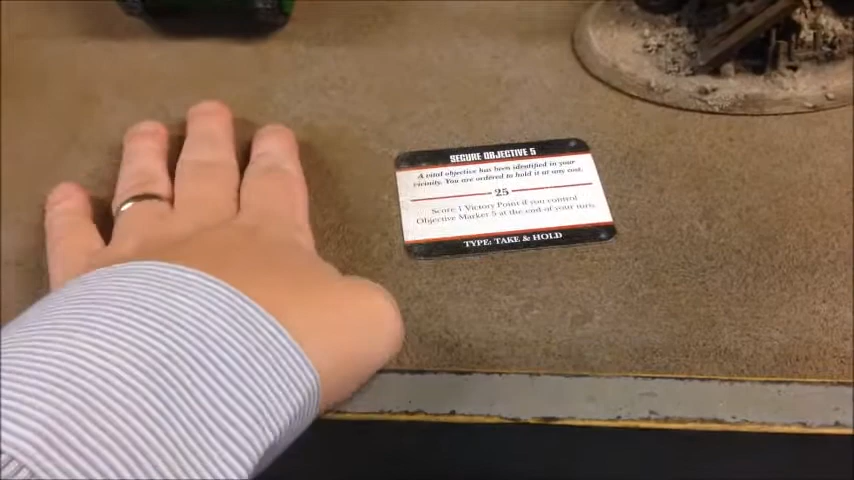 SECURE OBJECTIVE 5
A vital objective has been identified in your
vicinity. You are ordered to hold it at any cost.
25
Score 1 Victory Point if you control
Objective Marker 5 at the end of your turn.
TYPE: TAKE & HOLD